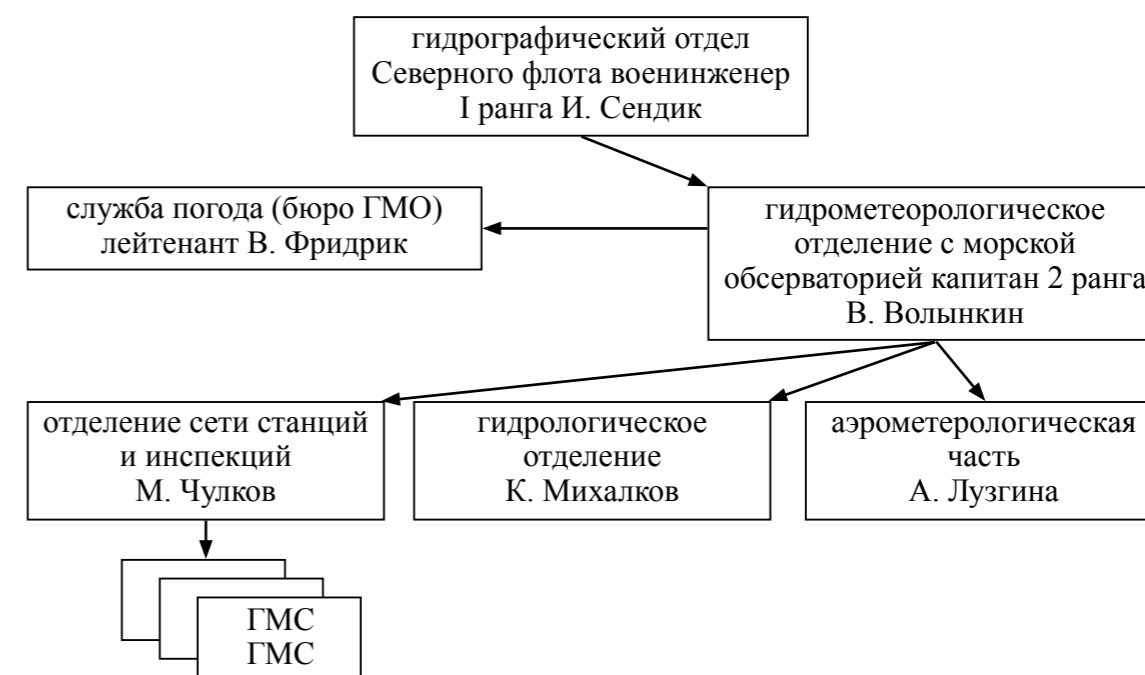 гидрографический отдел
Северного флота военинженер
I ранга И. Сендик
служба погода (бюро ГМО)
лейтенант В. Фридрик
гидрометеорологическое
отделение с морской
обсерваторией капитан 2 ранга
В. Волынкин
отделение сети станций
и инспекций
М. Чулков
гидрологическое
отделение
К. Михалков
аэрометерологическая
часть
А. Лузгина
ГМС
ГМС